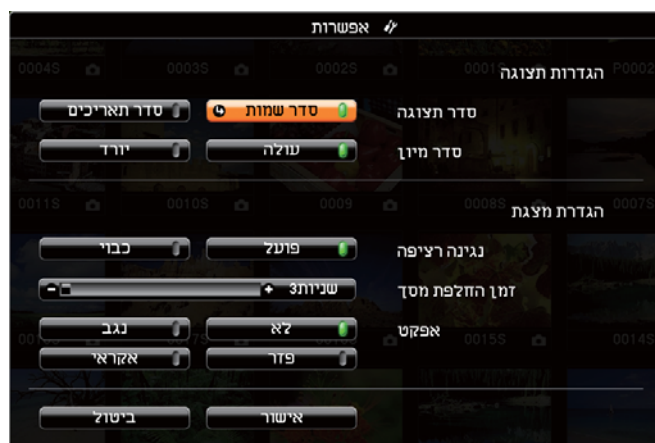 אפשרות
0004S 0003S 0002S 0001S P0002
הגדרות תצוגה
סדר תצוגה סדר שמות סדר תאריכים
סדר מיון עולה יורד
0011S 0010S 0009 0008S 0007S
הגדרת מצגת
נגינה רציפה פועל כבוי
זמן החלפת מסך שניות3 + -
אפקט לא נגב
0015S 0014S
פזר אקראי
אישור ביטול